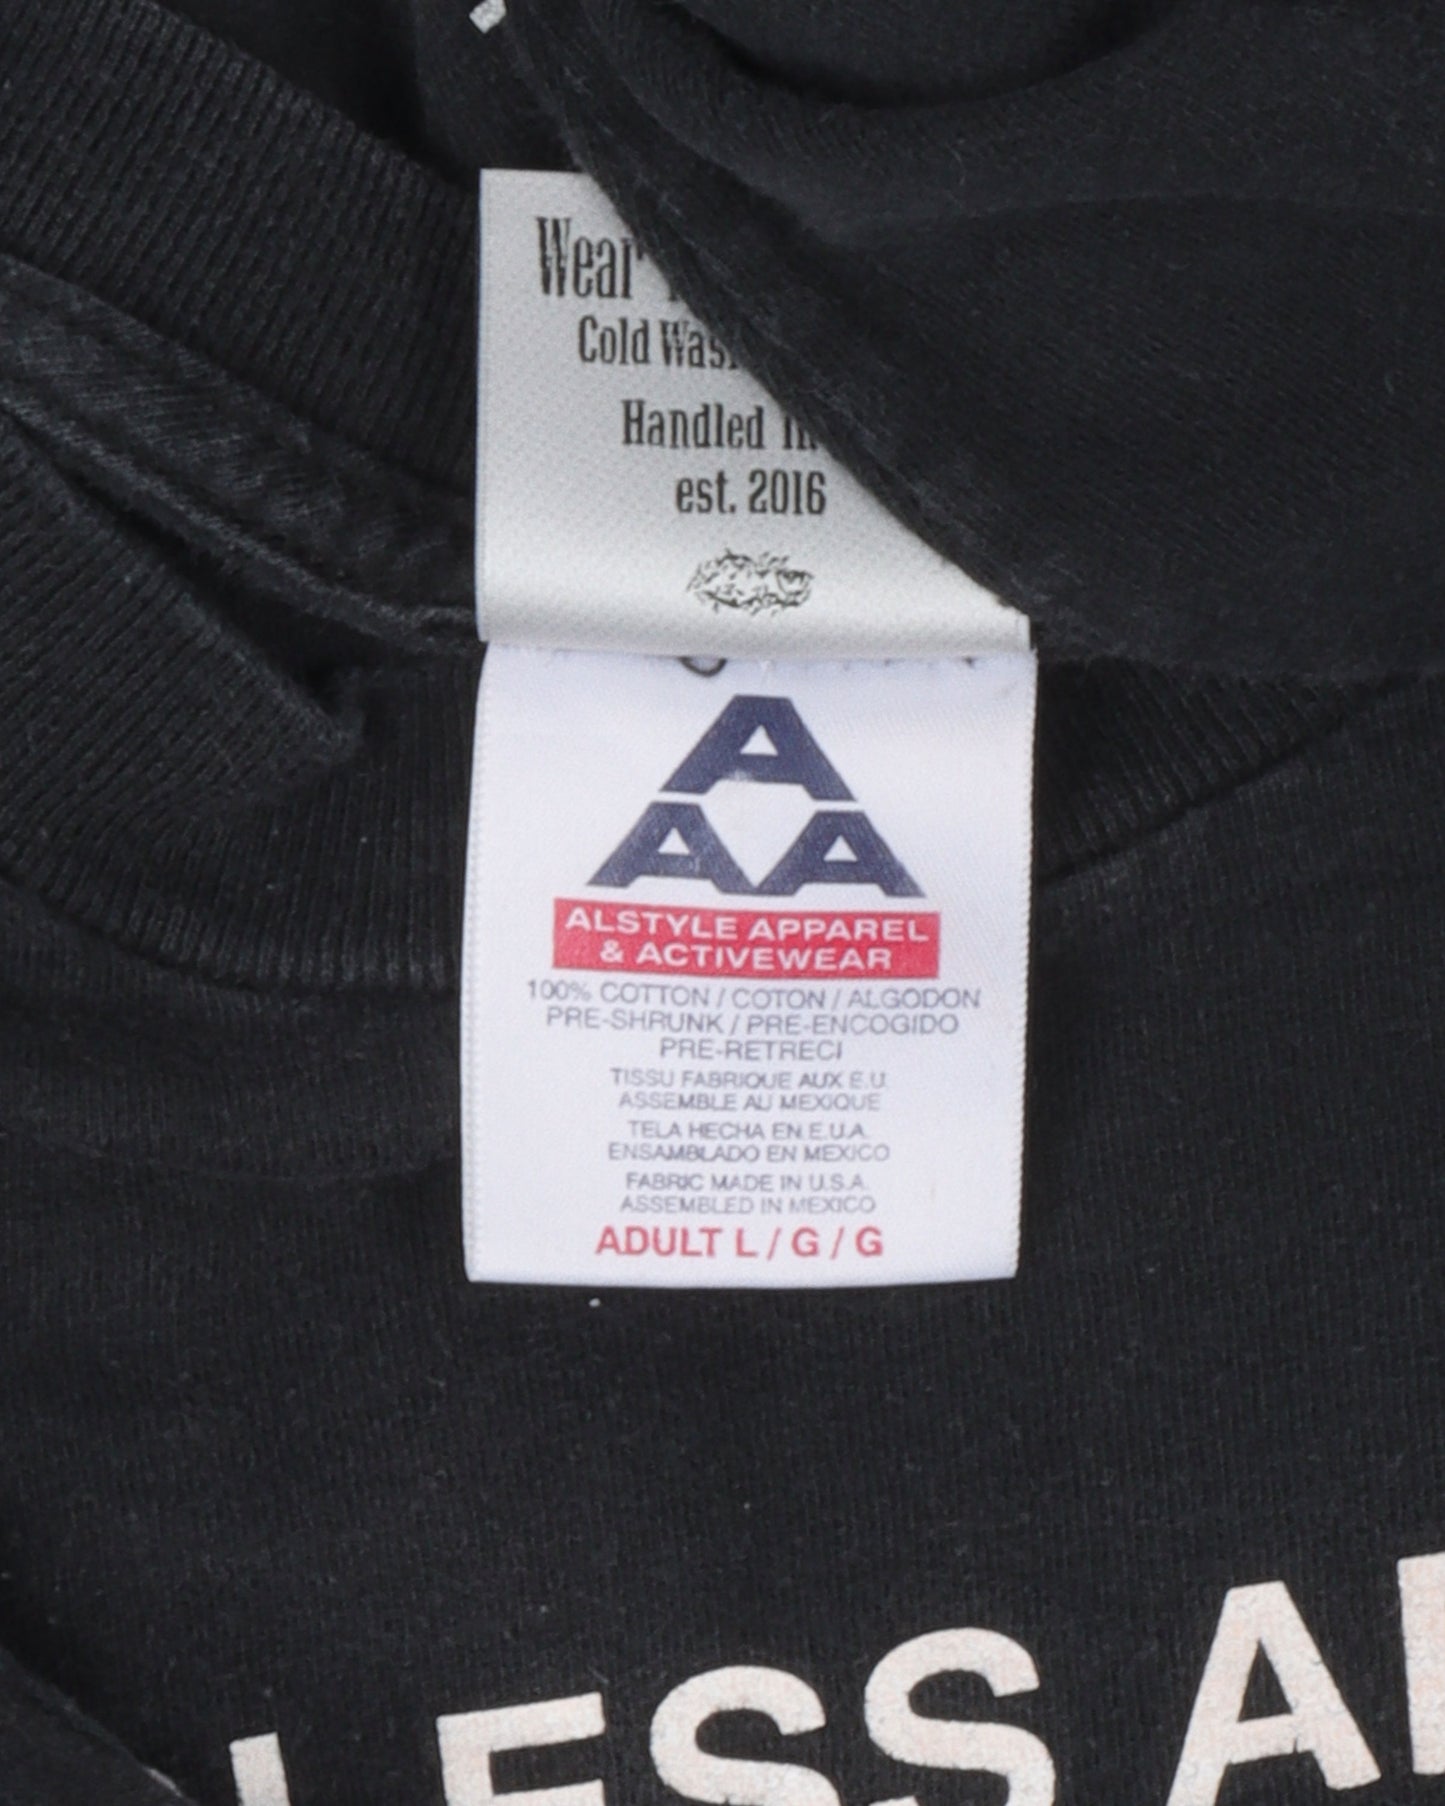 Wear
Cold Wash
Handled in
est. 2016
A
A A
ALSTYLE APPAREL
& ACTIVEWEAR
100% COTTON / COTON / ALGODON
PRE-SHRUNK / PRE-ENCOGIDO
PRE-RETRECI
TISSU FABRIQUE AUX E.U.
ASSEMBLE AU MEXIQUE
TELA HECHA EN E.U.A.
ENSAMBLADO EN MEXICO
FABRIC MADE IN U.S.A.
ASSEMBLED IN MEXICO
ADULT L / G / G
LESS A